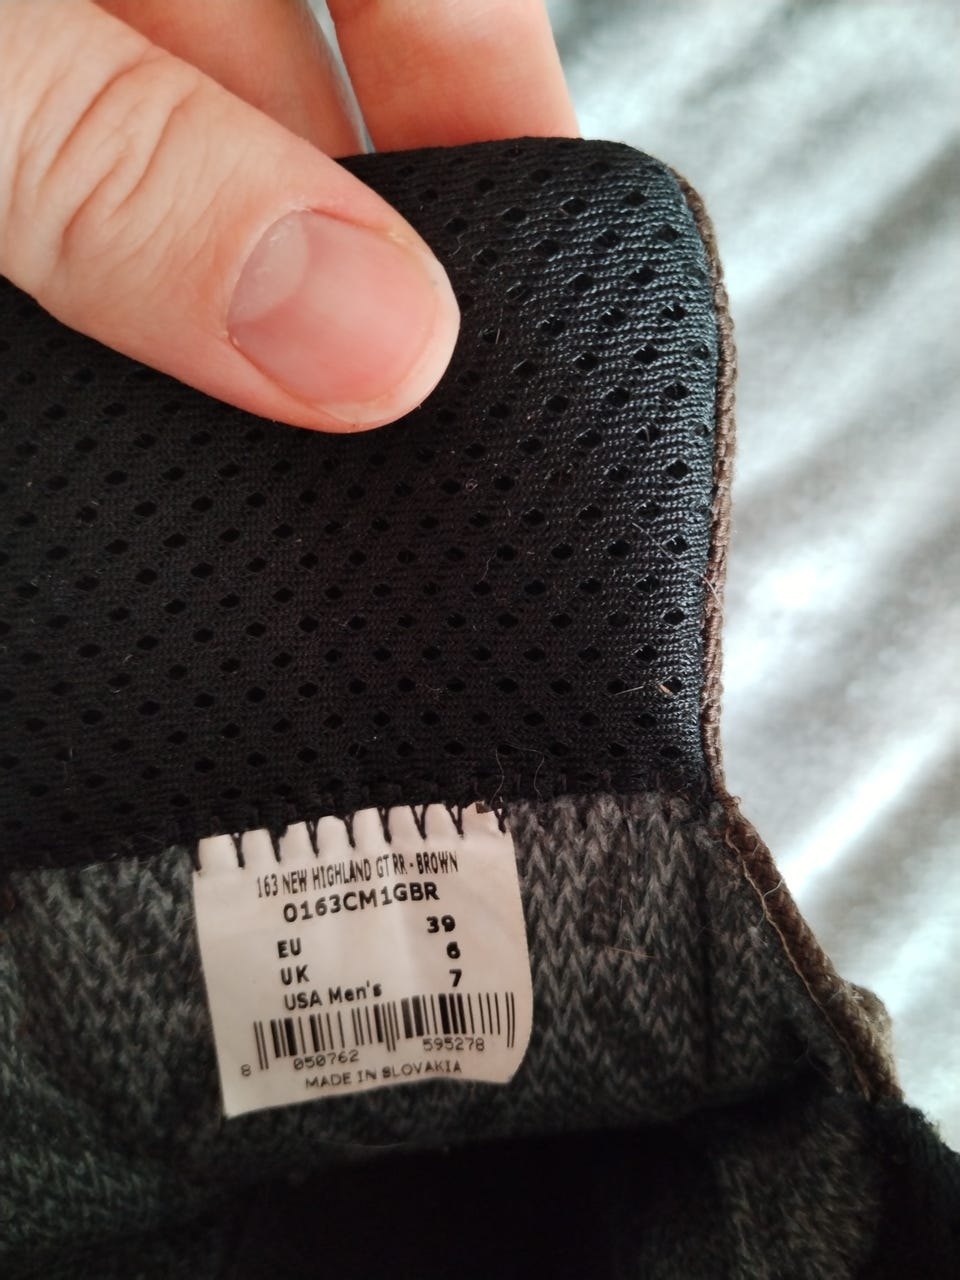 163 NEW HIGHLAND GT RR - BROWN
0163CM1GBR
EU 39
UK 6
USA Men's 7
8 050762 595278
MADE IN SLOVAKIA